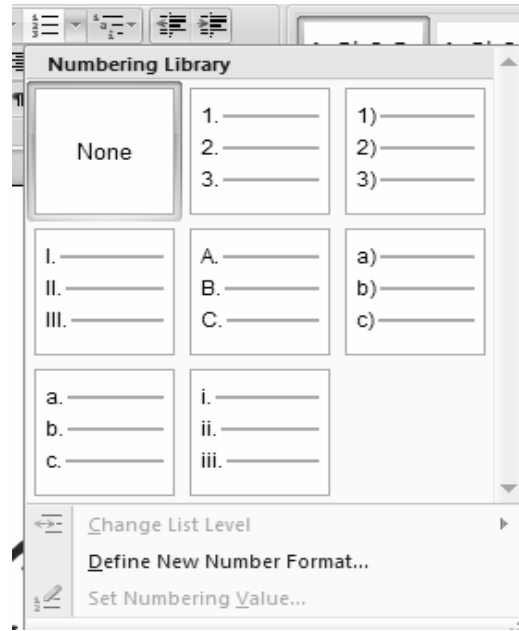 Numbering Library
None
1.
2.
3.
1)
2)
3)
I.
II.
III.
A.
B.
C.
a)
b)
c)
a.
b.
c.
i.
ii.
iii.
Change List Level
Define New Number Format...
Set Numbering Value...